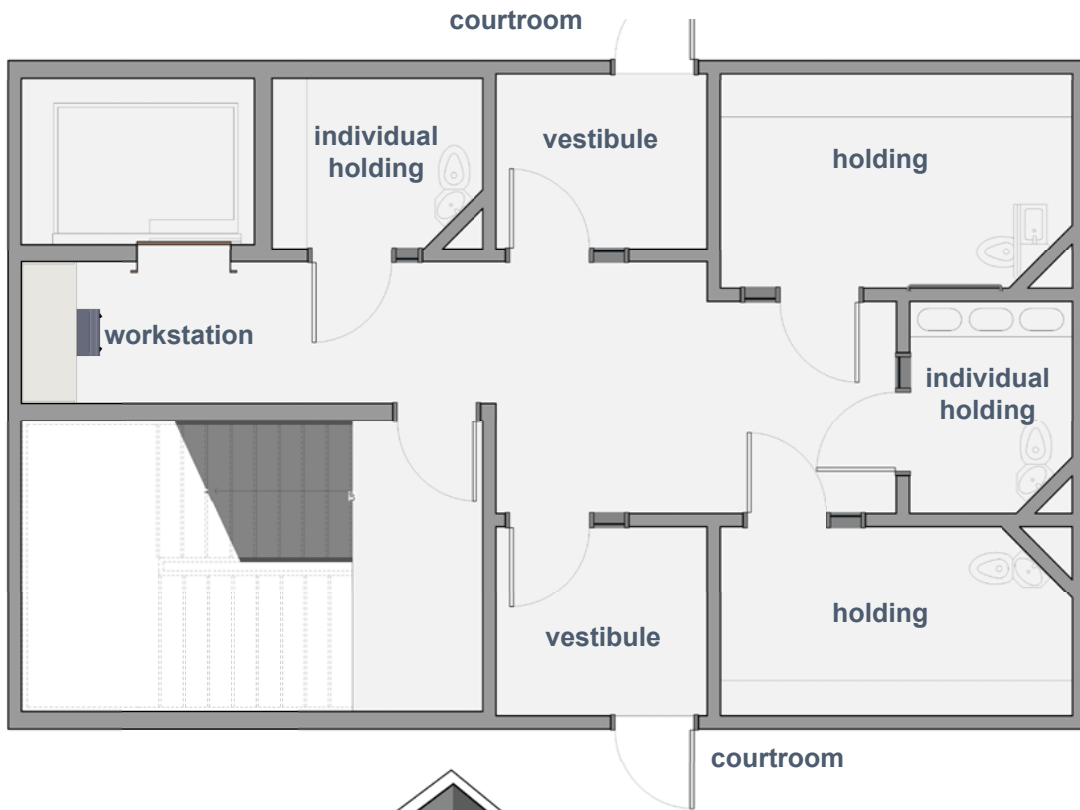 courtroom
individual
holding
vestibule
holding
workstation
individual
holding
vestibule
holding
courtroom